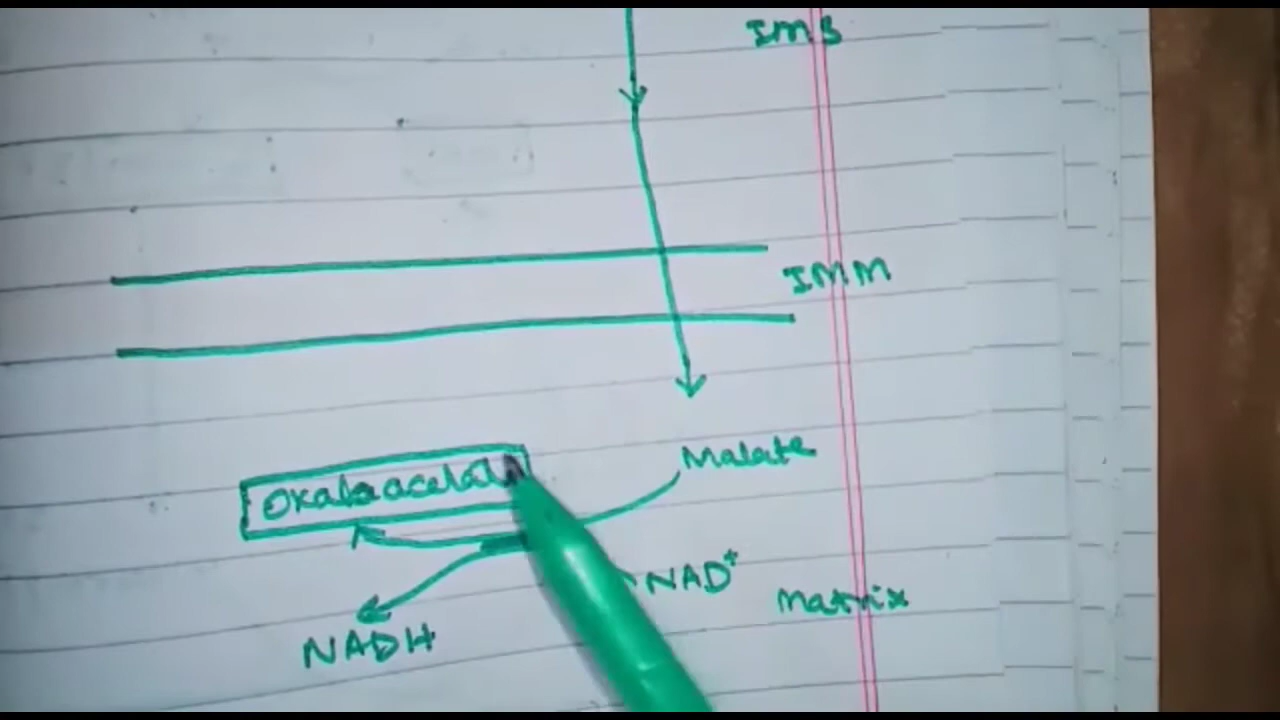 IMS
IMM
Malate
Oxaloacetate
NAD⁺
Matrix
NADH